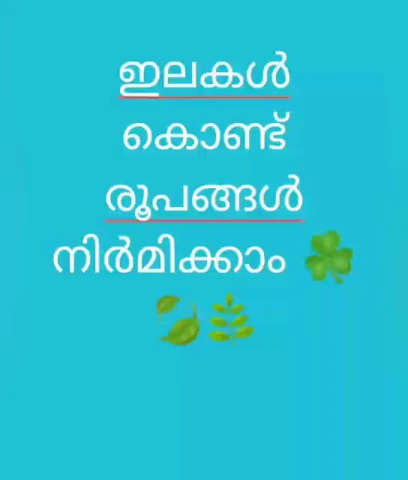 ഇലകൾ
കൊണ്ട്
രൂപങ്ങൾ
നിർമിക്കാം ☘️
🍃🌿